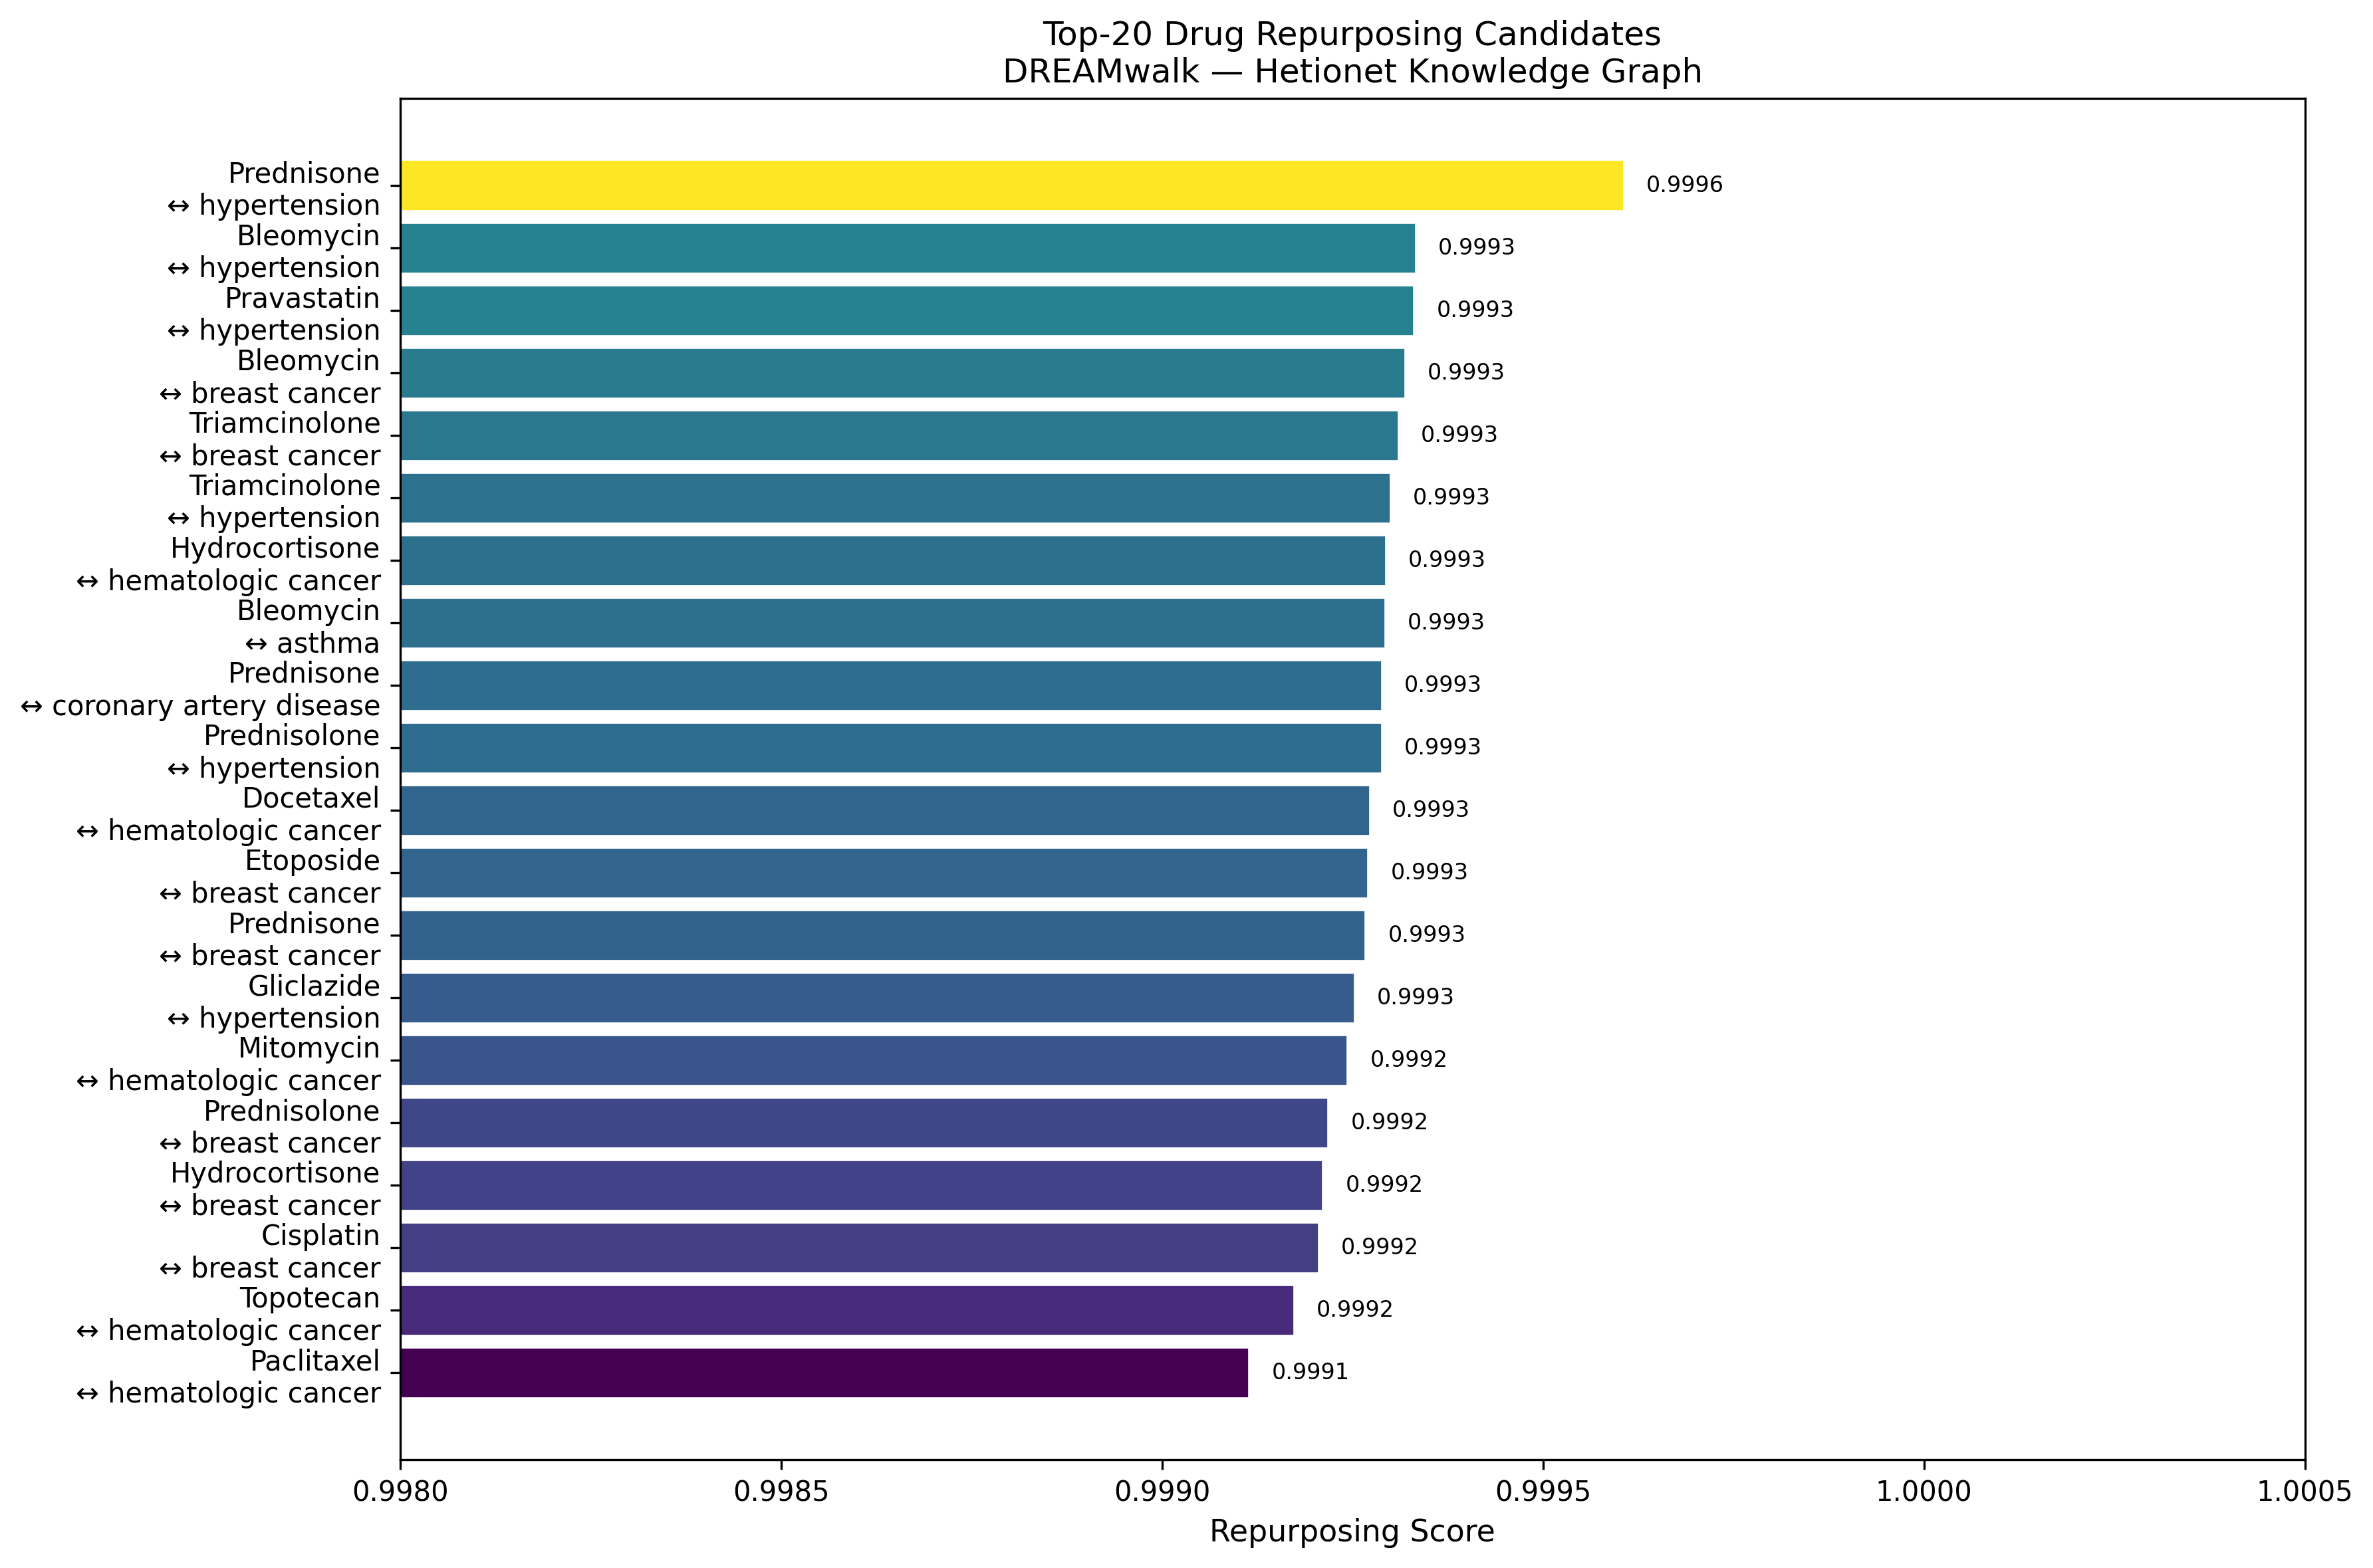 Top-20 Drug Repurposing Candidates
DREAMwalk — Hetionet Knowledge Graph
Prednisone
↔ hypertension
0.9996
Bleomycin
↔ hypertension
0.9993
Pravastatin
↔ hypertension
0.9993
Bleomycin
↔ breast cancer
0.9993
Triamcinolone
↔ breast cancer
0.9993
Triamcinolone
↔ hypertension
0.9993
Hydrocortisone
↔ hematologic cancer
0.9993
Bleomycin
↔ asthma
0.9993
Prednisone
↔ coronary artery disease
0.9993
Prednisolone
↔ hypertension
0.9993
Docetaxel
↔ hematologic cancer
0.9993
Etoposide
↔ breast cancer
0.9993
Prednisone
↔ breast cancer
0.9993
Gliclazide
↔ hypertension
0.9993
Mitomycin
↔ hematologic cancer
0.9992
Prednisolone
↔ breast cancer
0.9992
Hydrocortisone
↔ breast cancer
0.9992
Cisplatin
↔ breast cancer
0.9992
Topotecan
↔ hematologic cancer
0.9992
Paclitaxel
↔ hematologic cancer
0.9991
0.9980 0.9985 0.9990 0.9995 1.0000 1.0005
Repurposing Score